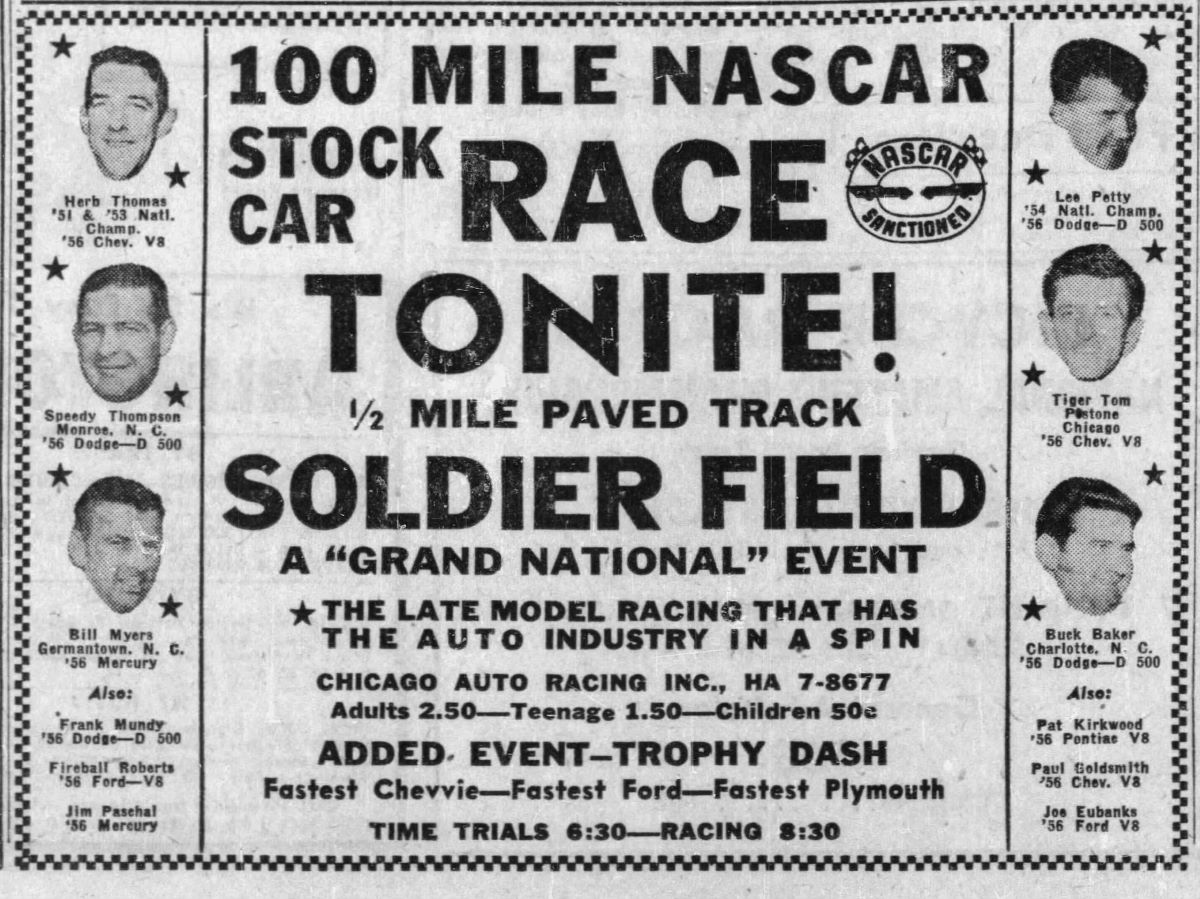 Herb Thomas
'51 & '53 Natl.
Champ.
'56 Chev. V8
Speedy Thompson
Monroe, N. C.
'56 Dodge—D 500
Bill Myers
Germantown, N. C.
'56 Mercury
Also:
Frank Mundy
'56 Dodge—D 500
Fireball Roberts
'56 Ford—V8
Jim Paschal
'56 Mercury
100 MILE NASCAR
STOCK
CAR
RACE
NASCAR
SANCTIONED
TONITE!
1/2 MILE PAVED TRACK
SOLDIER FIELD
A "GRAND NATIONAL" EVENT
★ THE LATE MODEL RACING THAT HAS
THE AUTO INDUSTRY IN A SPIN
CHICAGO AUTO RACING INC., HA 7-8677
Adults 2.50—Teenage 1.50—Children 50c
ADDED EVENT—TROPHY DASH
Fastest Chevvie—Fastest Ford—Fastest Plymouth
TIME TRIALS 6:30—RACING 8:30
Lee Petty
'54 Natl. Champ.
'56 Dodge—D 500
Tiger Tom
Pistone
Chicago
'56 Chev. V8
Buck Baker
Charlotte, N. C.
'56 Dodge—D 500
Also:
Pat Kirkwood
'56 Pontiac V8
Paul Goldsmith
'56 Chev. V8
Joe Eubanks
'56 Ford V8